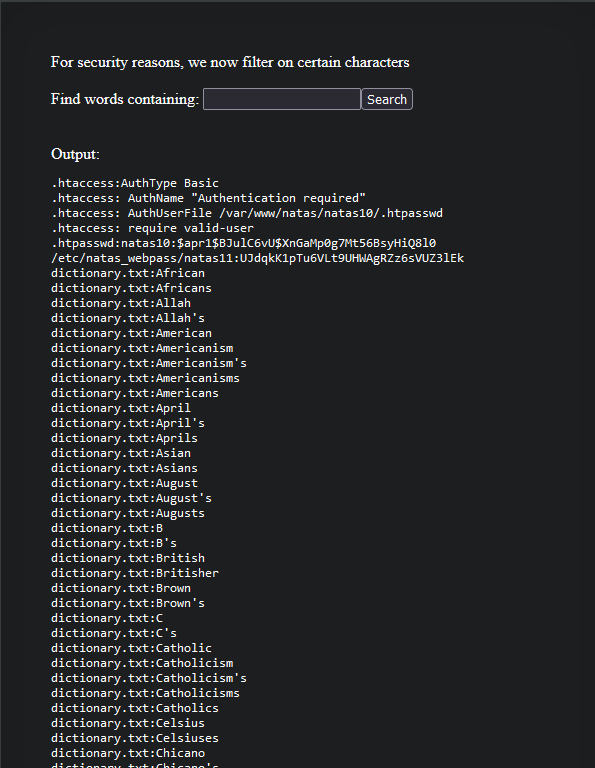 For security reasons, we now filter on certain characters
Find words containing: Search
Output:
.htaccess:AuthType Basic
.htaccess: AuthName "Authentication required"
.htaccess: AuthUserFile /var/www/natas/natas10/.htpasswd
.htaccess: require valid-user
.htpasswd:natas10:$apr1$BJulC6vU$XnGaMp0g7Mt56BsyHiQ8l0
/etc/natas_webpass/natas11:UJdqkK1pTu6VLt9UHWAgRZz6sVUZ3lEk
dictionary.txt:African
dictionary.txt:Africans
dictionary.txt:Allah
dictionary.txt:Allah's
dictionary.txt:American
dictionary.txt:Americanism
dictionary.txt:Americanism's
dictionary.txt:Americanisms
dictionary.txt:Americans
dictionary.txt:April
dictionary.txt:April's
dictionary.txt:Aprils
dictionary.txt:Asian
dictionary.txt:Asians
dictionary.txt:August
dictionary.txt:August's
dictionary.txt:Augusts
dictionary.txt:B
dictionary.txt:B's
dictionary.txt:British
dictionary.txt:Britisher
dictionary.txt:Brown
dictionary.txt:Brown's
dictionary.txt:C
dictionary.txt:C's
dictionary.txt:Catholic
dictionary.txt:Catholicism
dictionary.txt:Catholicism's
dictionary.txt:Catholicisms
dictionary.txt:Catholics
dictionary.txt:Celsius
dictionary.txt:Celsiuses
dictionary.txt:Chicano
dictionary.txt:Chicano's